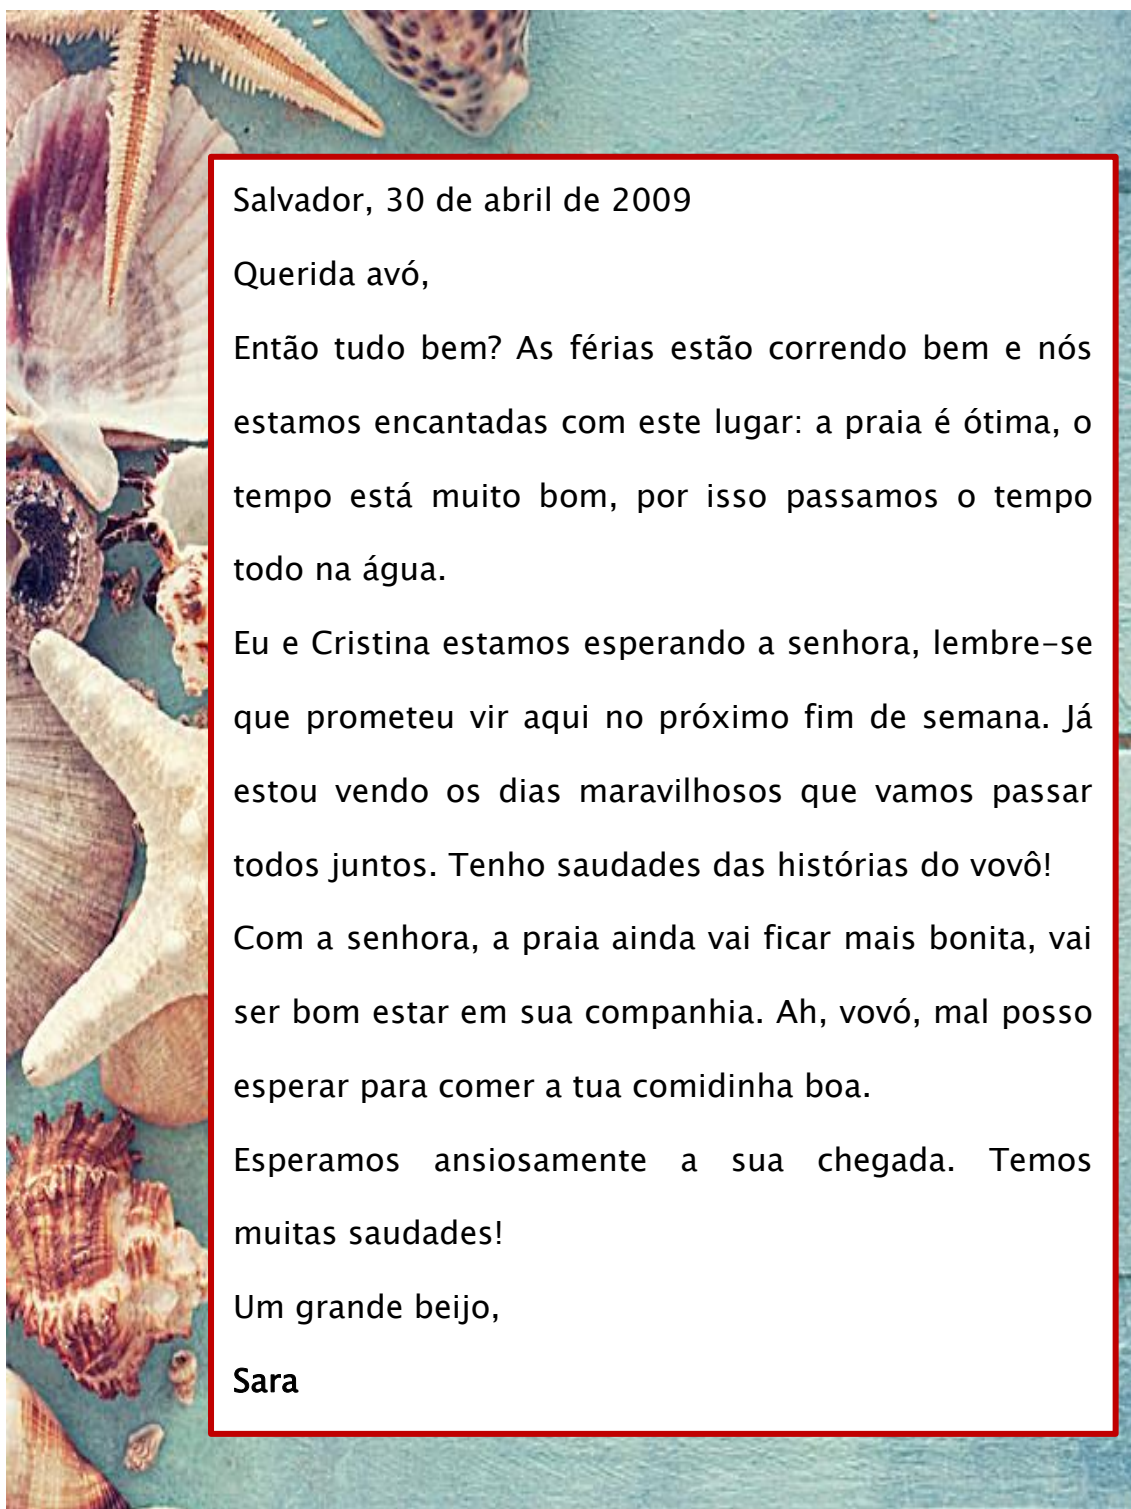 Salvador, 30 de abril de 2009
Querida avó,
Então tudo bem? As férias estão correndo bem e nós
estamos encantadas com este lugar: a praia é ótima, o
tempo está muito bom, por isso passamos o tempo
todo na água.
Eu e Cristina estamos esperando a senhora, lembre-se
que prometeu vir aqui no próximo fim de semana. Já
estou vendo os dias maravilhosos que vamos passar
todos juntos. Tenho saudades das histórias do vovô!
Com a senhora, a praia ainda vai ficar mais bonita, vai
ser bom estar em sua companhia. Ah, vovó, mal posso
esperar para comer a tua comidinha boa.
Esperamos ansiosamente a sua chegada. Temos
muitas saudades!
Um grande beijo,
Sara